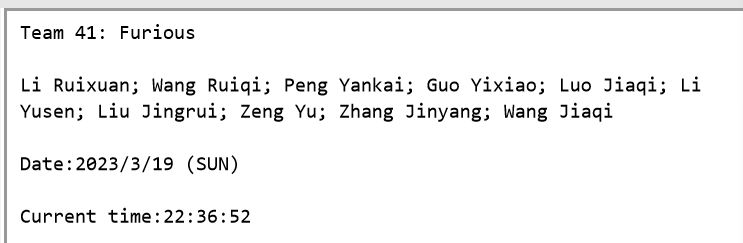 Team 41: Furious
Li Ruixuan; Wang Ruiqi; Peng Yankai; Guo Yixiao; Luo Jiaqi; Li
Yusen; Liu Jingrui; Zeng Yu; Zhang Jinyang; Wang Jiaqi
Date:2023/3/19 (SUN)
Current time:22:36:52